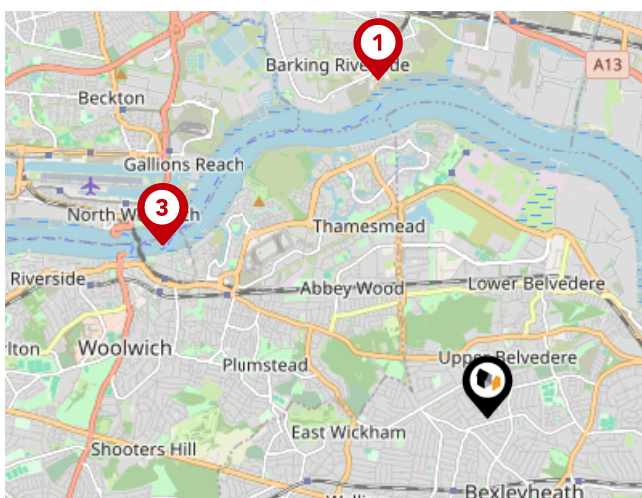 1
Barking Riverside
A13
Beckton
Gallions Reach
3
North Woolwich
Thamesmead
Riverside
Abbey Wood
Lower Belvedere
Woolwich
Plumstead
Upper Belvedere
East Wickham
Shooters Hill
Bexleyheath